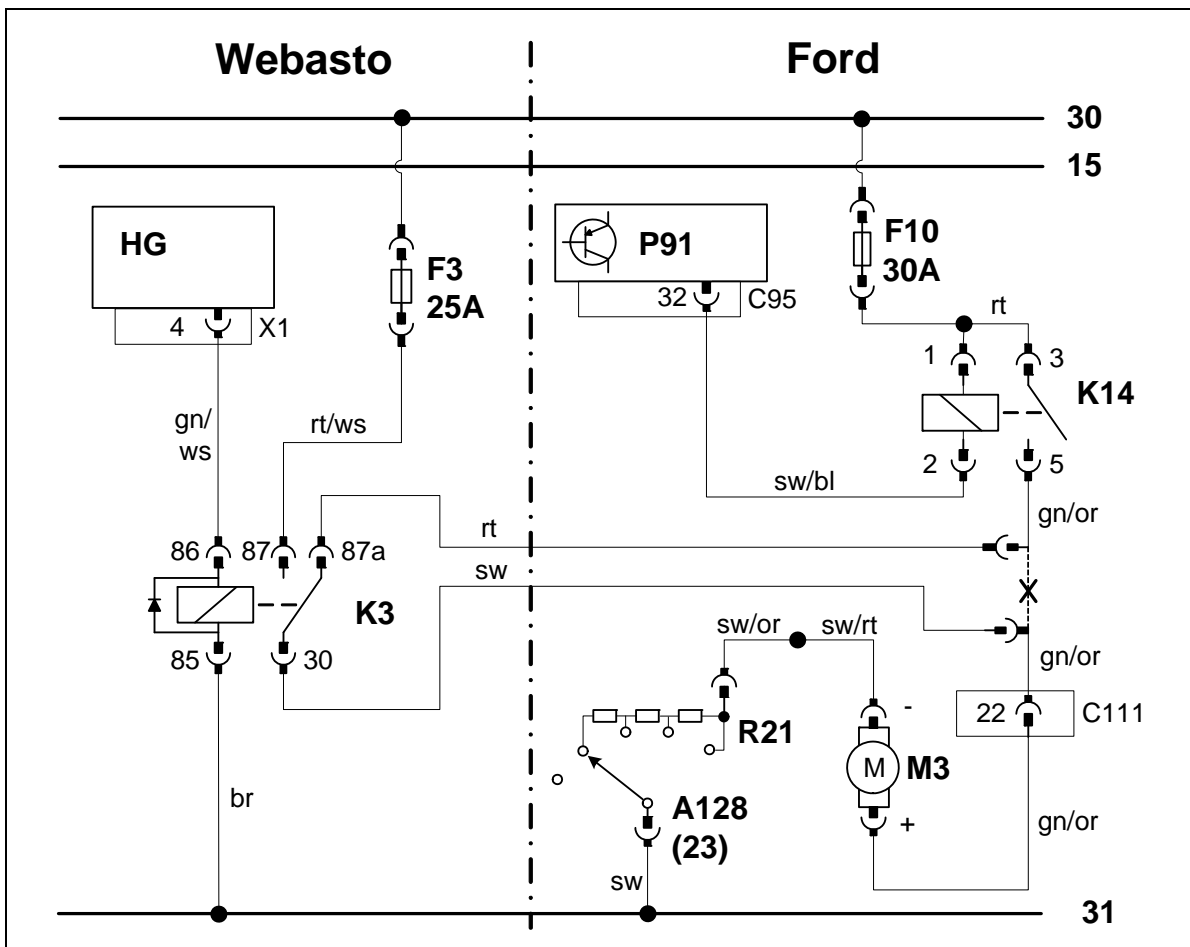 Webasto
Ford
30
15
HG
4
X1
F3
25A
P91
32
C95
F10
30A
rt
1
3
K14
2
5
gn/
ws
rt/ws
sw/bl
gn/or
86
87
87a
rt
sw
K3
85
30
sw/or
sw/rt
gn/or
22
C111
R21
-
M
M3
+
A128
(23)
br
sw
gn/or
31